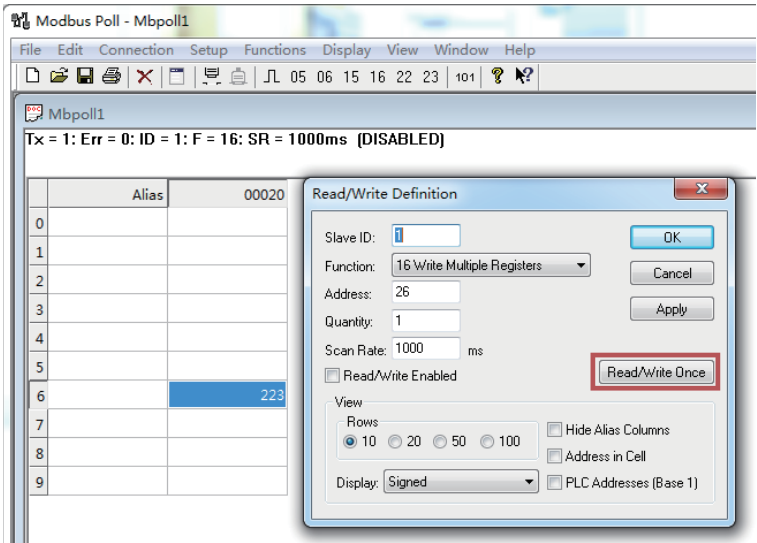 Modbus Poll - Mbpoll1
File Edit Connection Setup Functions Display View Window Help
05 06 15 16 22 23 101
Mbpoll1
Tx = 1: Err = 0: ID = 1: F = 16: SR = 1000ms (DISABLED)
Alias 00020
0
1
2
3
4
5
6 223
7
8
9
Read/Write Definition
Slave ID: 1
OK
Function: 16 Write Multiple Registers
Cancel
Address: 26
Apply
Quantity: 1
Scan Rate: 1000 ms
Read/Write Enabled
Read/Write Once
View
Rows
10 20 50 100
Hide Alias Columns
Address in Cell
Display: Signed
PLC Addresses (Base 1)